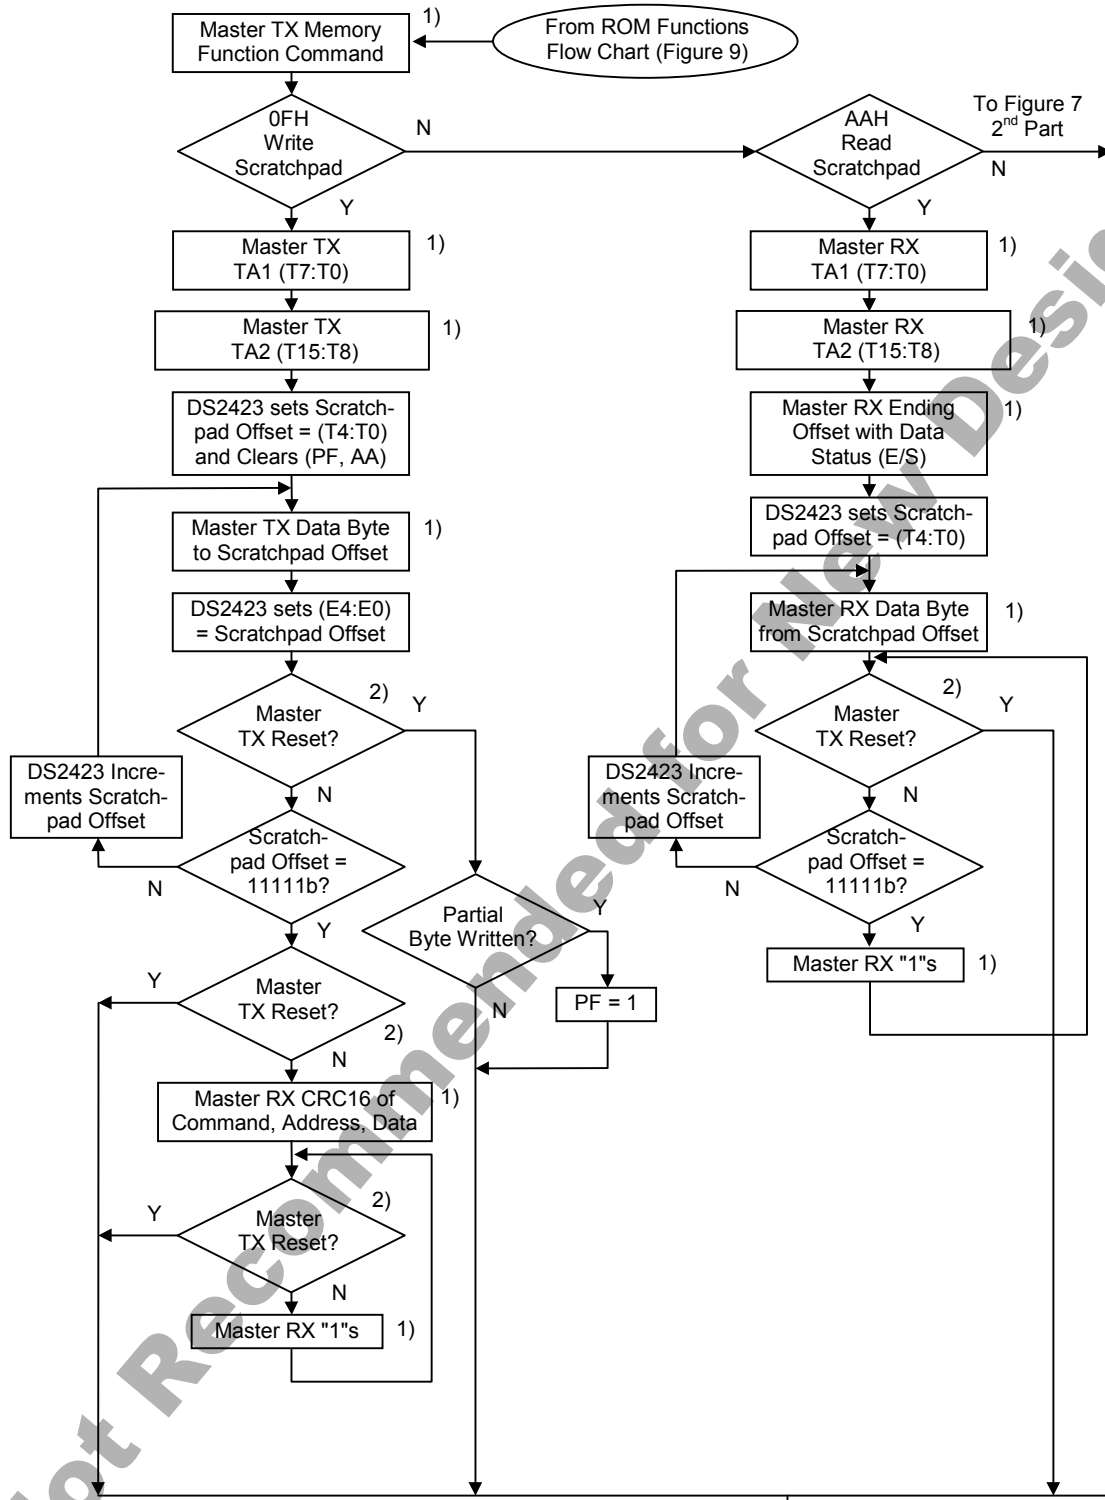 Master TX Memory
Function Command
1)
From ROM Functions
Flow Chart (Figure 9)
0FH
Write
Scratchpad
N
Y
AAH
Read
Scratchpad
N
Y
To Figure 7
2nd Part
Master TX
TA1 (T7:T0)
1)
Master TX
TA2 (T15:T8)
1)
DS2423 sets Scratch-
pad Offset = (T4:T0)
and Clears (PF, AA)
Master TX Data Byte
to Scratchpad Offset
1)
DS2423 sets (E4:E0)
= Scratchpad Offset
Master
TX Reset?
2)
Y
N
DS2423 Incre-
ments Scratch-
pad Offset
Scratch-
pad Offset =
11111b?
N
Y
Partial
Byte Written?
Y
N
PF = 1
Master
TX Reset?
Y
2)
N
Master RX CRC16 of
Command, Address, Data
1)
Master
TX Reset?
2)
Y
N
Master RX "1"s
1)
Master RX
TA1 (T7:T0)
1)
Master RX
TA2 (T15:T8)
1)
Master RX Ending
Offset with Data
Status (E/S)
1)
DS2423 sets Scratch-
pad Offset = (T4:T0)
Master RX Data Byte
from Scratchpad Offset
1)
Master
TX Reset?
2)
Y
N
DS2423 Incre-
ments Scratch-
pad Offset
Scratch-
pad Offset =
11111b?
N
Y
Master RX "1"s
1)
Not Recommended for New Desig